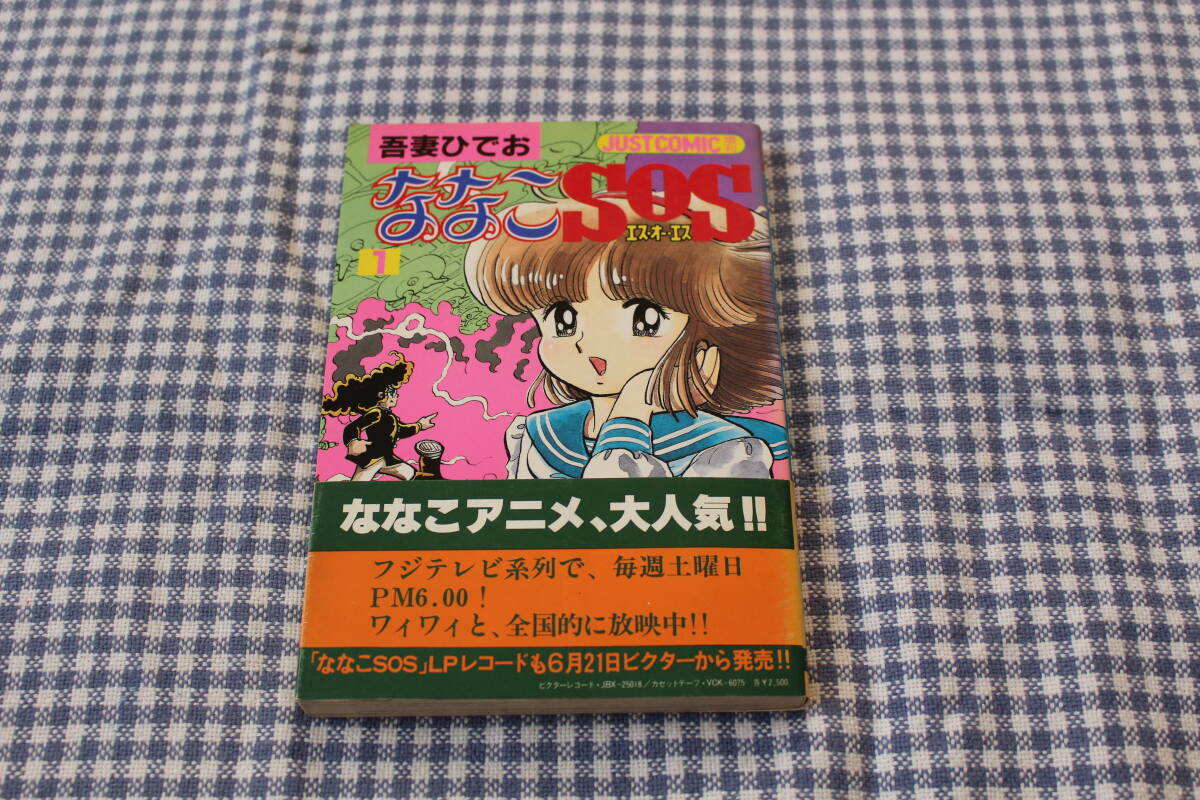 吾妻ひでお
JUST COMIC
ななこSOS
エス・オー・エス
1
ななこアニメ、大人気!!
フジテレビ系列で、毎週土曜日
PM6.00!
ワイワイと、全国的に放映中!!
「ななこSOS」LPレコードも6月21日ビクターから発売!!
ビクターレコード・JBX-25018/カセットテープ・VCK-6075 各¥2,500